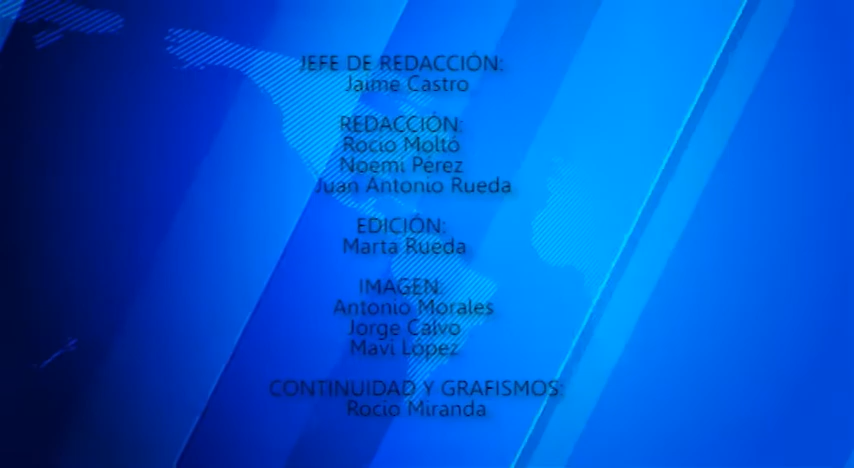 JEFE DE REDACCIÓN:
Jaime Castro
REDACCIÓN:
Rocío Moltó
Noemí Pérez
Juan Antonio Rueda
EDICIÓN:
Marta Rueda
IMAGEN:
Antonio Morales
Jorge Calvo
Mavi López
CONTINUIDAD Y GRAFISMOS:
Rocío Miranda